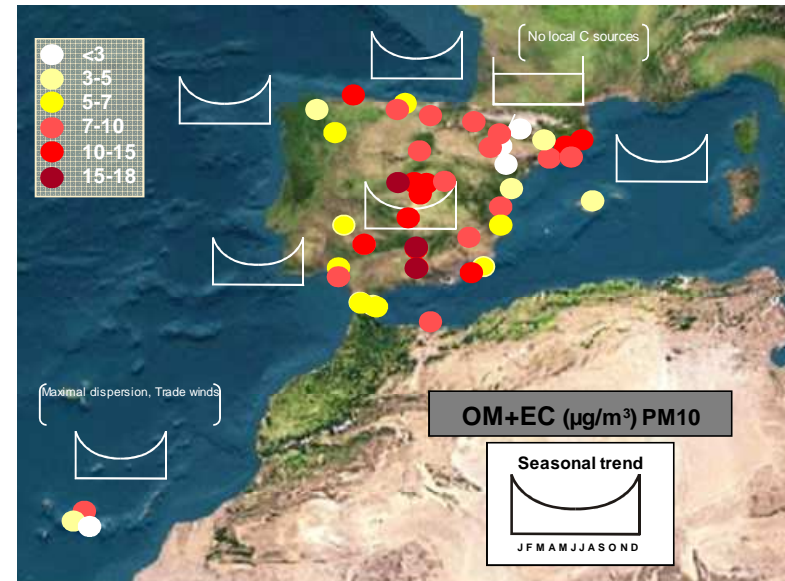 <3
3-5
5-7
7-10
10-15
15-18
No local C sources
Maximal dispersion, Trade winds
OM+EC (µg/m³) PM10
Seasonal trend
J F M A M J J A S O N D